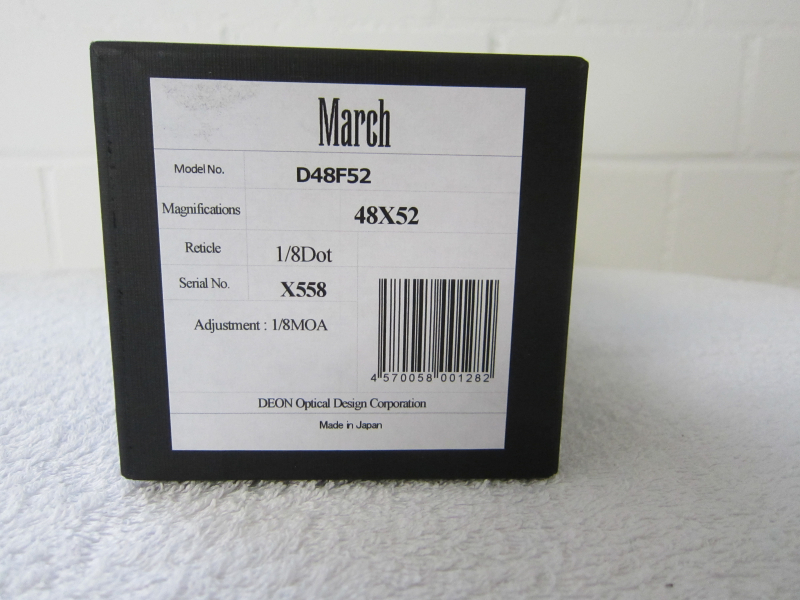 March
Model No. D48F52
Magnifications 48X52
Reticle 1/8Dot
Serial No. X558
Adjustment : 1/8MOA
4 570058 001282
DEON Optical Design Corporation
Made in Japan